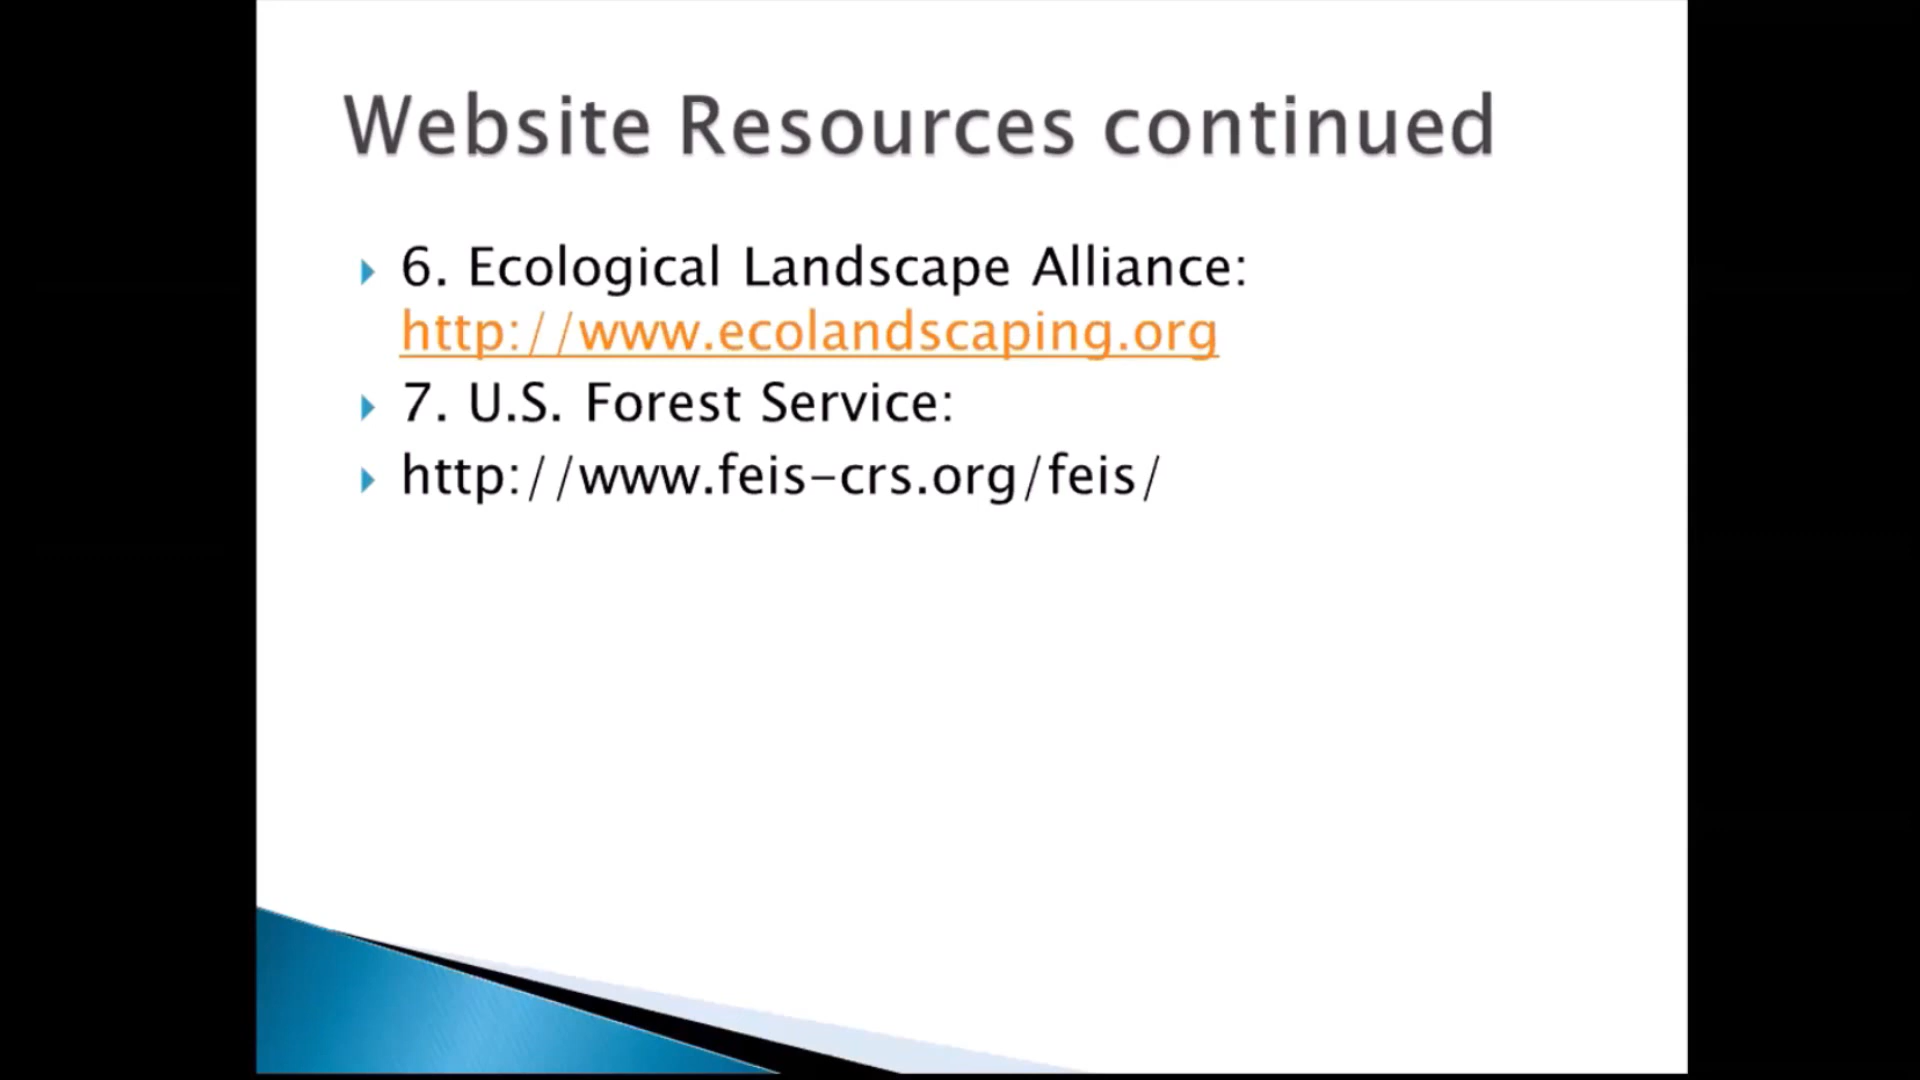 Website Resources continued
6. Ecological Landscape Alliance:
http://www.ecolandscaping.org
7. U.S. Forest Service:
http://www.feis-crs.org/feis/